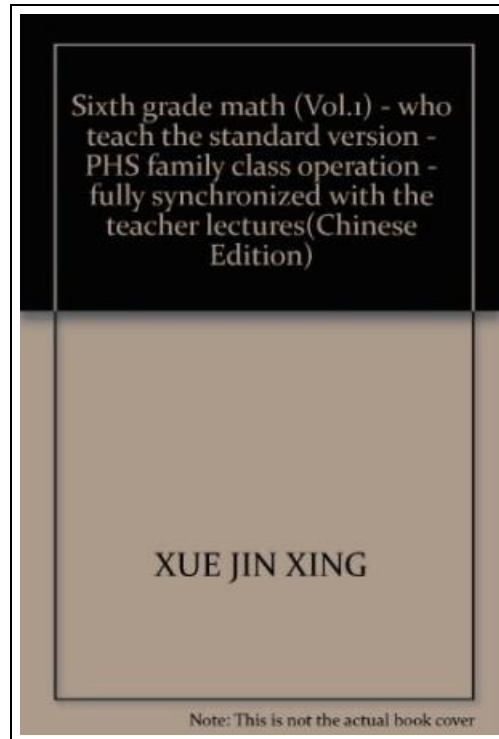 Sixth grade math (Vol.1) - who
teach the standard version -
PHS family class operation -
fully synchronized with the
teacher lectures(Chinese
Edition)
XUE JIN XING
Note: This is not the actual book cover